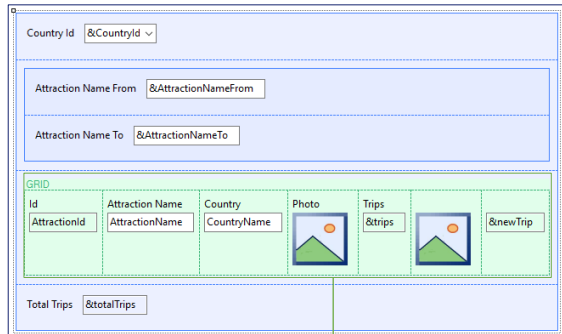 Country Id &CountryId
Attraction Name From &AttractionNameFrom
Attraction Name To &AttractionNameTo
GRID
Id Attraction Name Country Photo Trips
AttractionId AttractionName CountryName &trips &newTrip
Total Trips &totalTrips